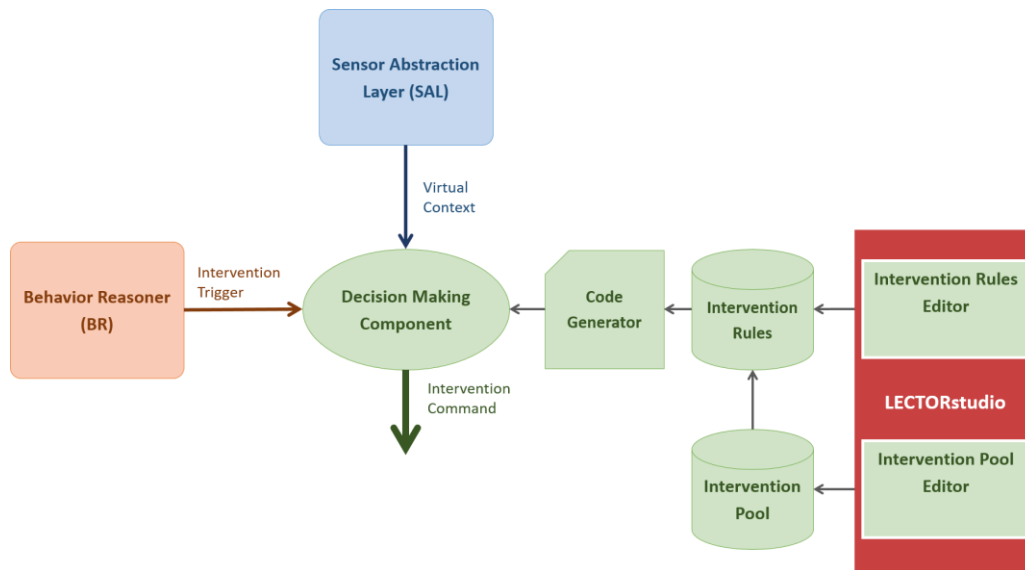 Sensor Abstraction
Layer (SAL)
Virtual
Context
Behavior Reasoner
(BR)
Intervention
Trigger
Decision Making
Component
Intervention
Command
Code
Generator
Intervention
Rules
Intervention Rules
Editor
LECTORstudio
Intervention
Pool
Intervention Pool
Editor